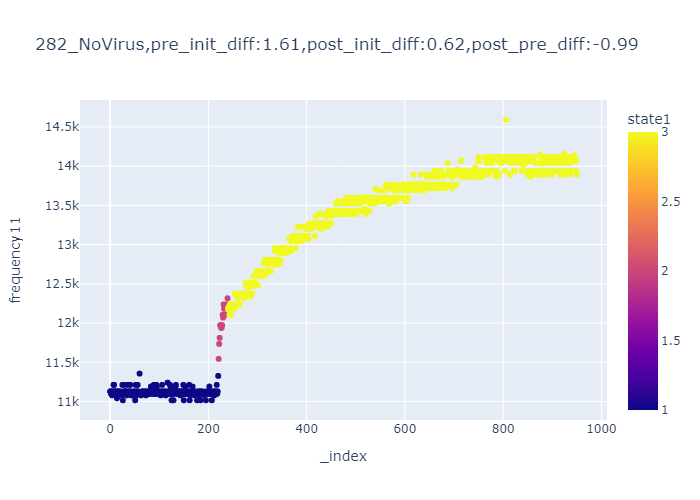 282_NoVirus,pre_init_diff:1.61,post_init_diff:0.62,post_pre_diff:-0.99
state1
14.5k
14k
13.5k
13k
12.5k
12k
11.5k
11k
frequency11
0
200
400
600
800
1000
_index
3
2.5
2
1.5
1